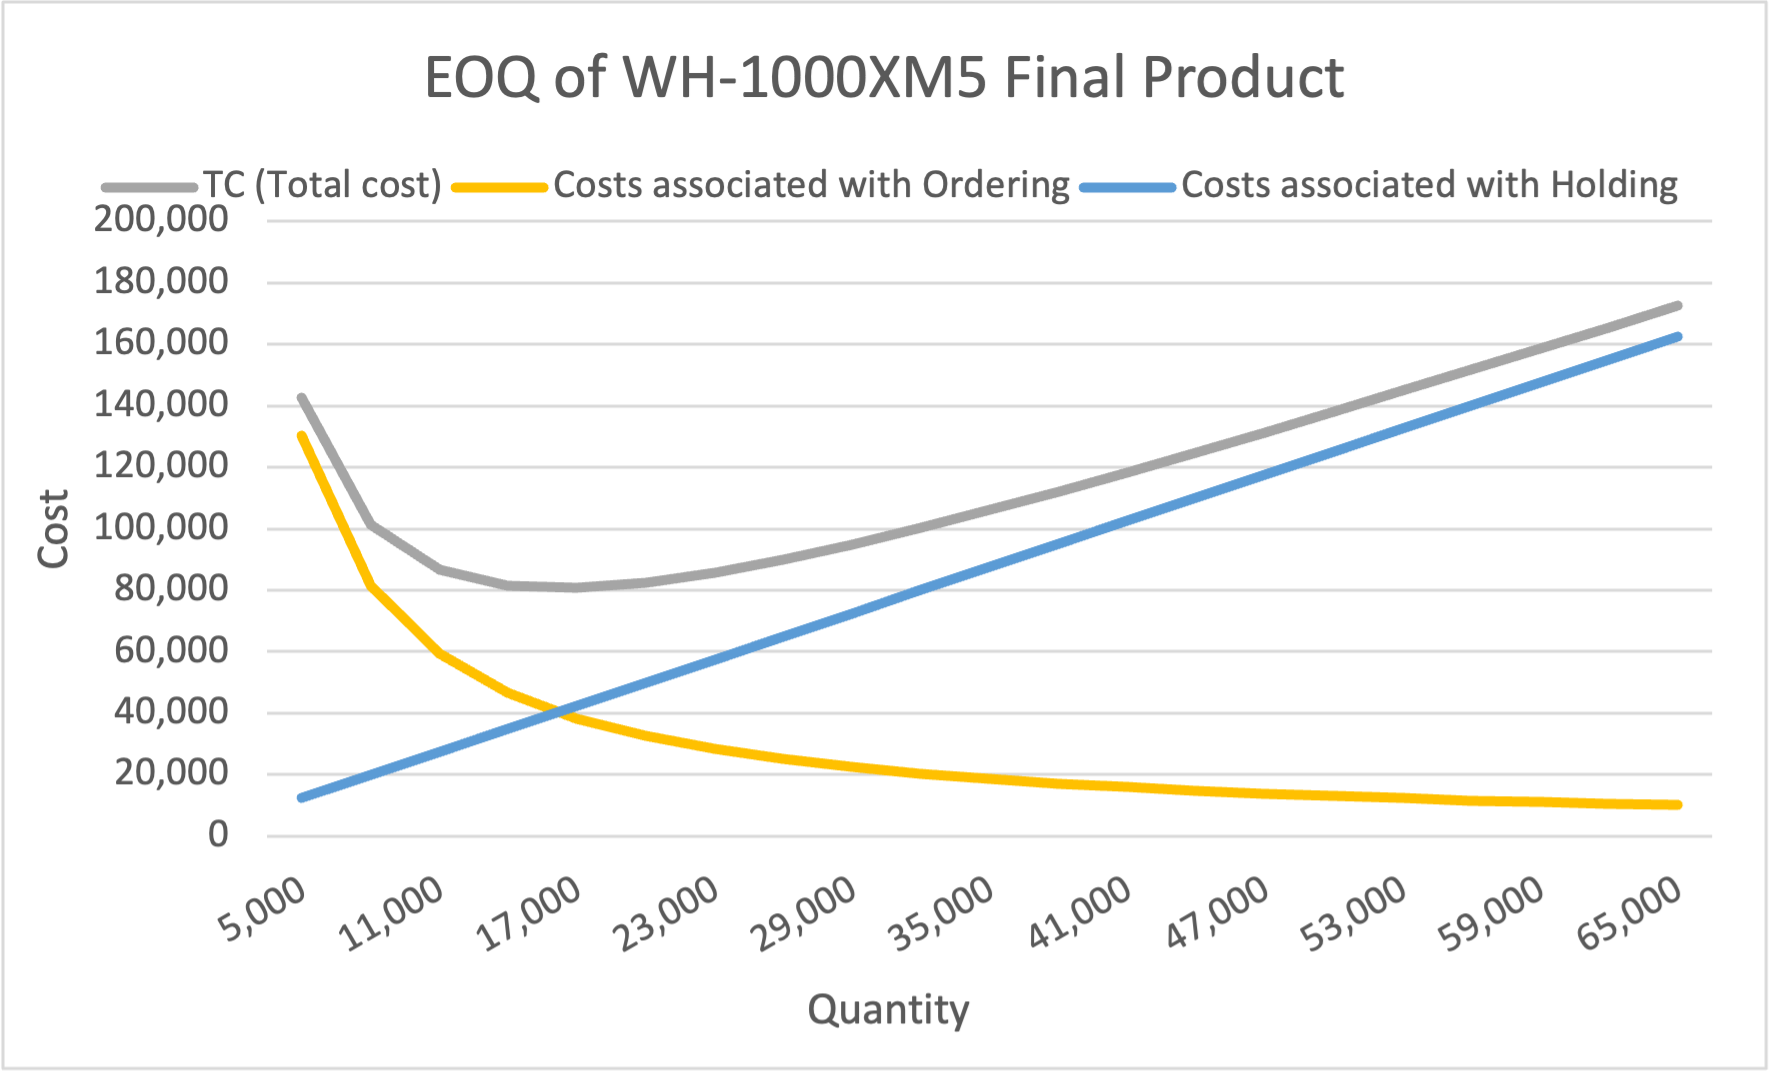 EOQ of WH-1000XM5 Final Product
TC (Total cost) Costs associated with Ordering Costs associated with Holding
200,000
180,000
160,000
140,000
120,000
100,000
80,000
60,000
40,000
20,000
0
Cost
5,000 11,000 17,000 23,000 29,000 35,000 41,000 47,000 53,000 59,000 65,000
Quantity